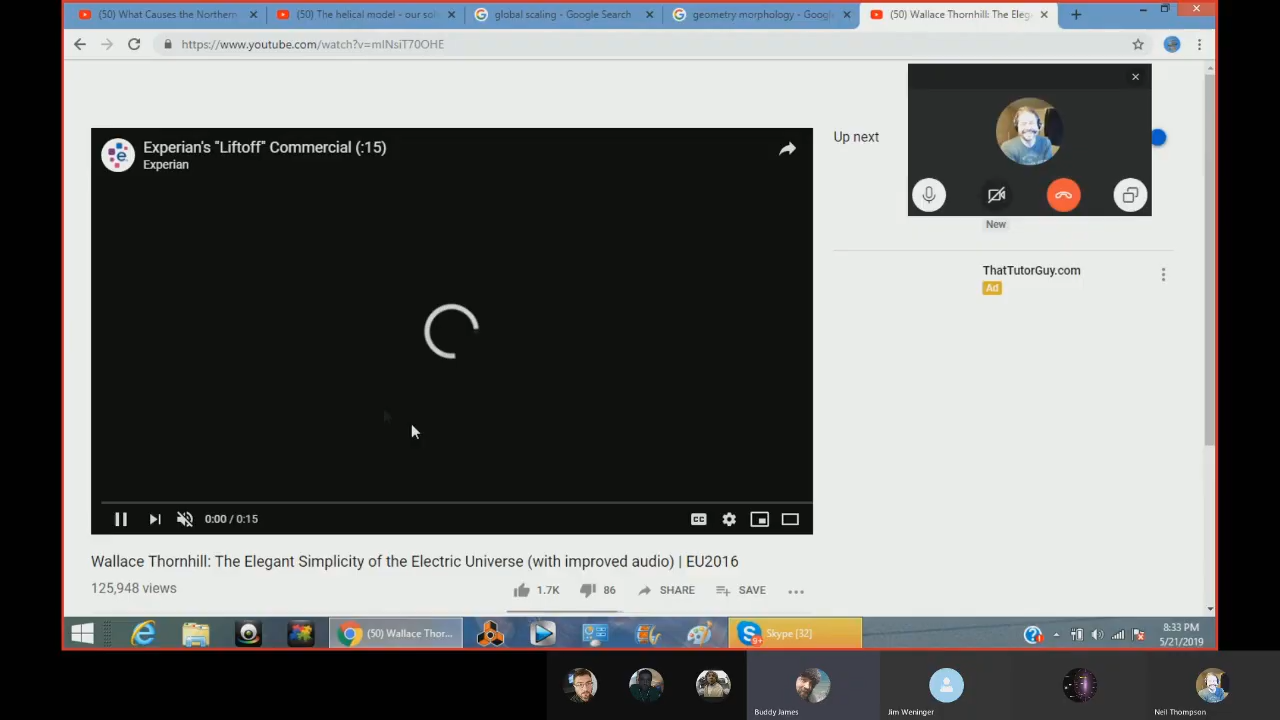 (50) What Causes the Northern
(50) The helical model - our sol
global scaling - Google Search
geometry morphology - Googl
(50) Wallace Thornhill: The Eleg
https://www.youtube.com/watch?v=mINsiT70OHE
Experian's "Liftoff" Commercial (:15)
Experian
Up next
New
ThatTutorGuy.com
Ad
0:00 / 0:15
CC
Wallace Thornhill: The Elegant Simplicity of the Electric Universe (with improved audio) | EU2016
125,948 views
1.7K
86
SHARE
SAVE
(50) Wallace Thor...
Skype [32]
9+
8:33 PM
5/21/2019
Buddy James
Jim Weninger
Neil Thompson